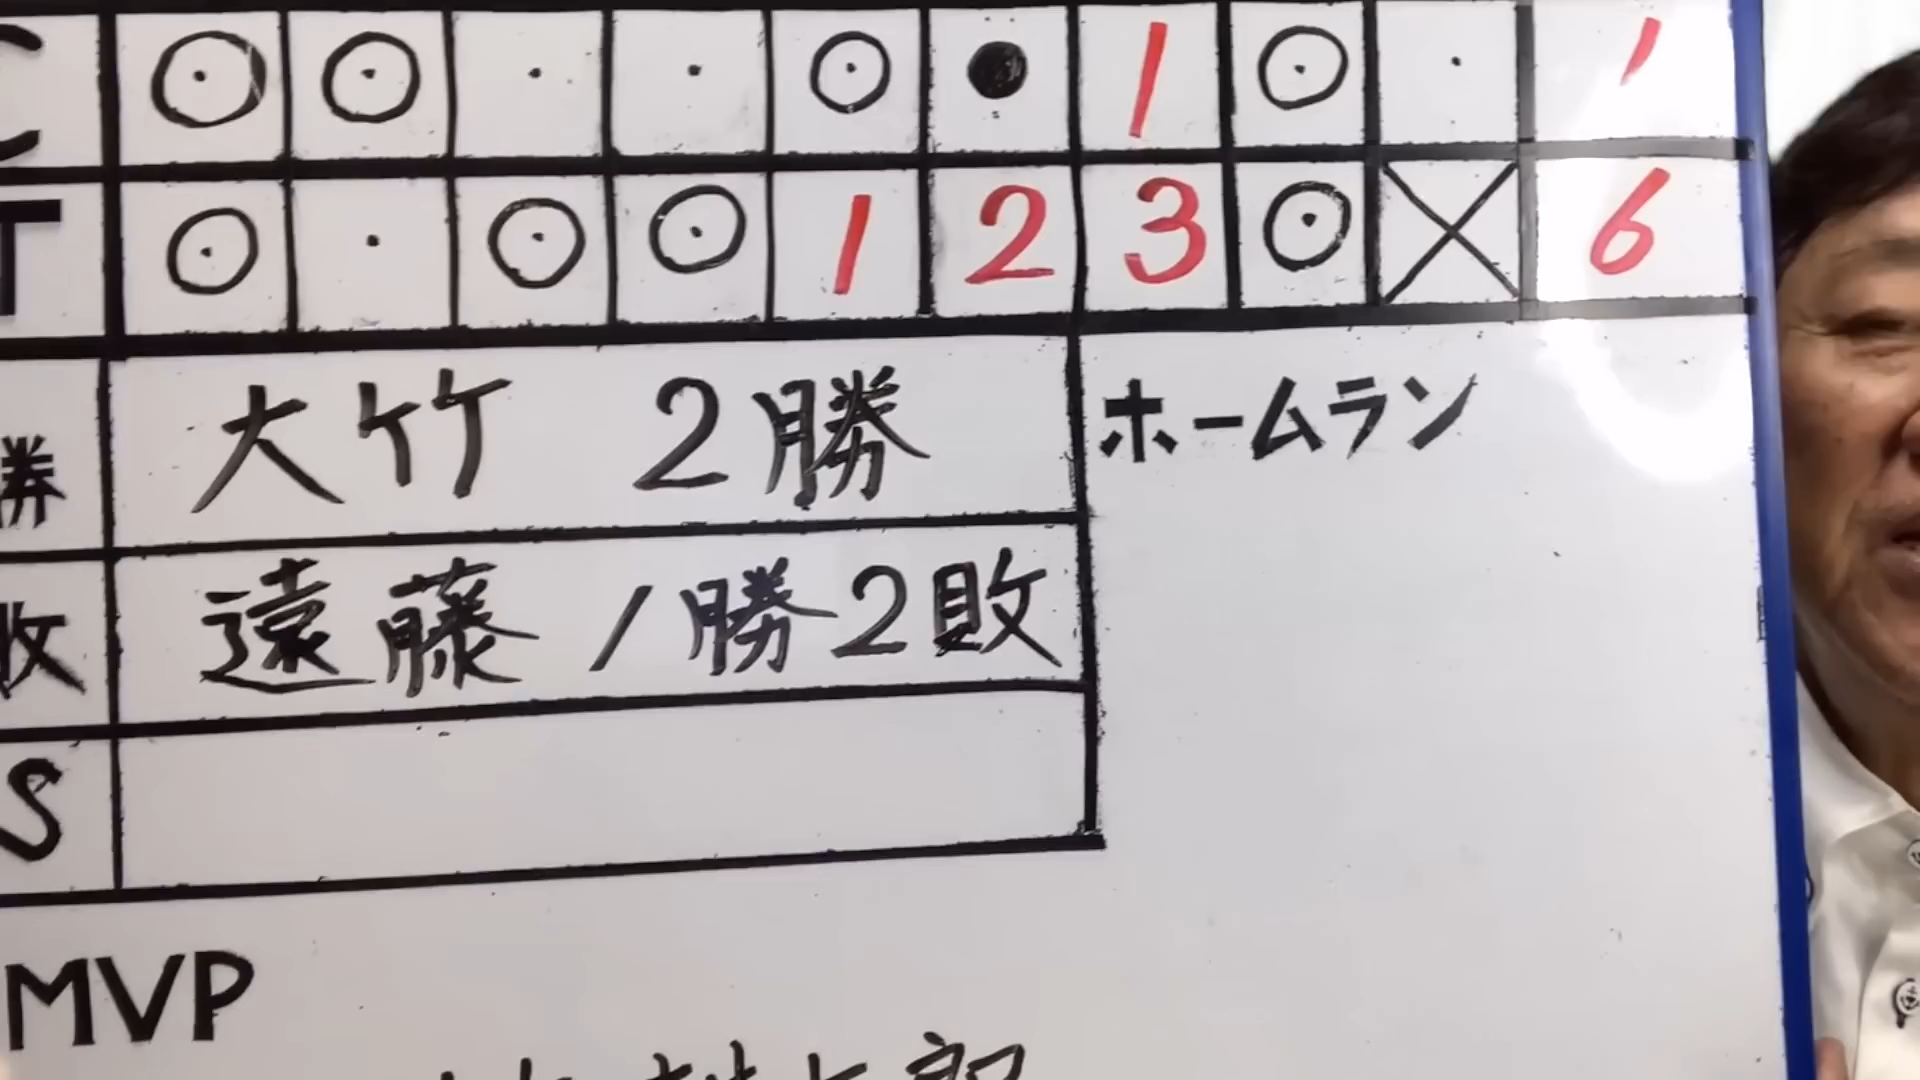 C ⊙ ⊙ ・ ・ ⊙ ● 1 ⊙ ・ 1
T ⊙ ・ ⊙ ⊙ 1 2 3 ⊙ X 6
勝 大竹 2勝 ホームラン
敗 遠藤 1勝2敗
S
MVP